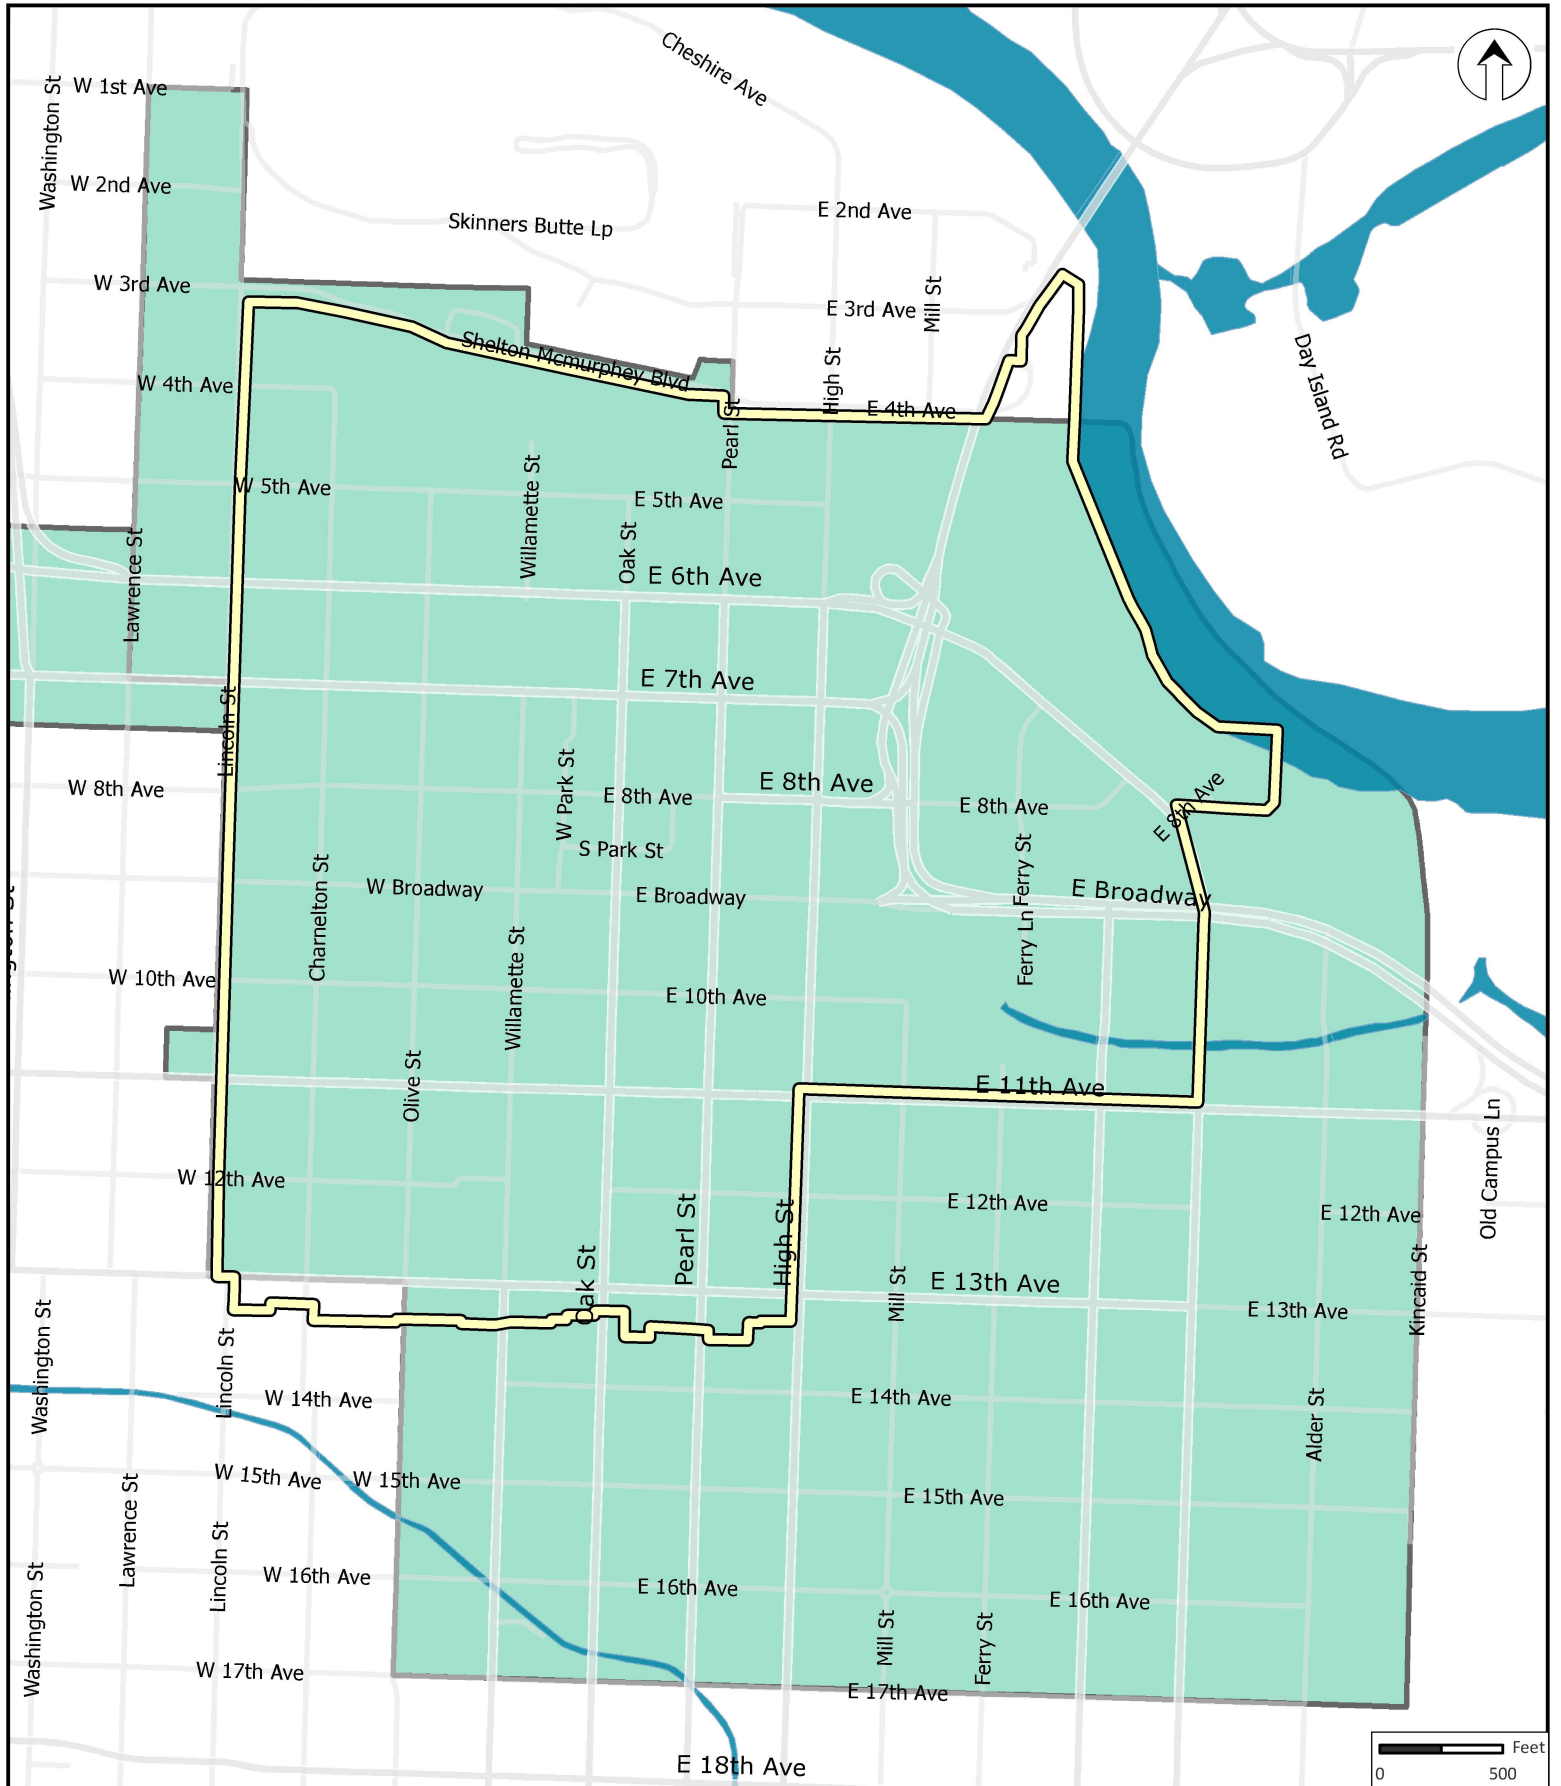 Cheshire Ave
W 1st Ave
Washington St
W 2nd Ave
E 2nd Ave
Skinners Butte Lp
W 3rd Ave
E 3rd Ave
Mill St
Shelton Mcmurphey Blvd
High St
W 4th Ave
E 4th Ave
Day Island Rd
Pearl St
W 5th Ave
E 5th Ave
Willamette St
Oak St
Lawrence St
E 6th Ave
E 7th Ave
Lincoln St
W 8th Ave
W Park St
E 8th Ave
E 8th Ave
E 8th Ave
E 8th Ave
S Park St
Ferry St
W Broadway
E Broadway
E Broadway
Charnelton St
Ferry Ln
Willamette St
W 10th Ave
E 10th Ave
Olive St
E 11th Ave
Old Campus Ln
W 12th Ave
E 12th Ave
E 12th Ave
Pearl St
High St
Oak St
Kincaid St
E 13th Ave
E 13th Ave
Mill St
Washington St
Lincoln St
W 14th Ave
E 14th Ave
Alder St
W 15th Ave
W 15th Ave
E 15th Ave
Lawrence St
Lincoln St
W 16th Ave
E 16th Ave
E 16th Ave
Washington St
Mill St
Ferry St
W 17th Ave
E 17th Ave
E 18th Ave
Feet
0
500